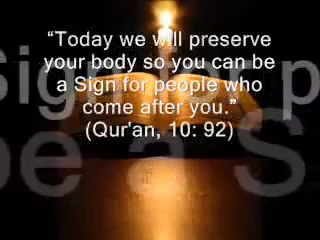 “Today we will preserve
your body so you can be
a Sign for people who
come after you.”
(Qur'an, 10: 92)
be a S